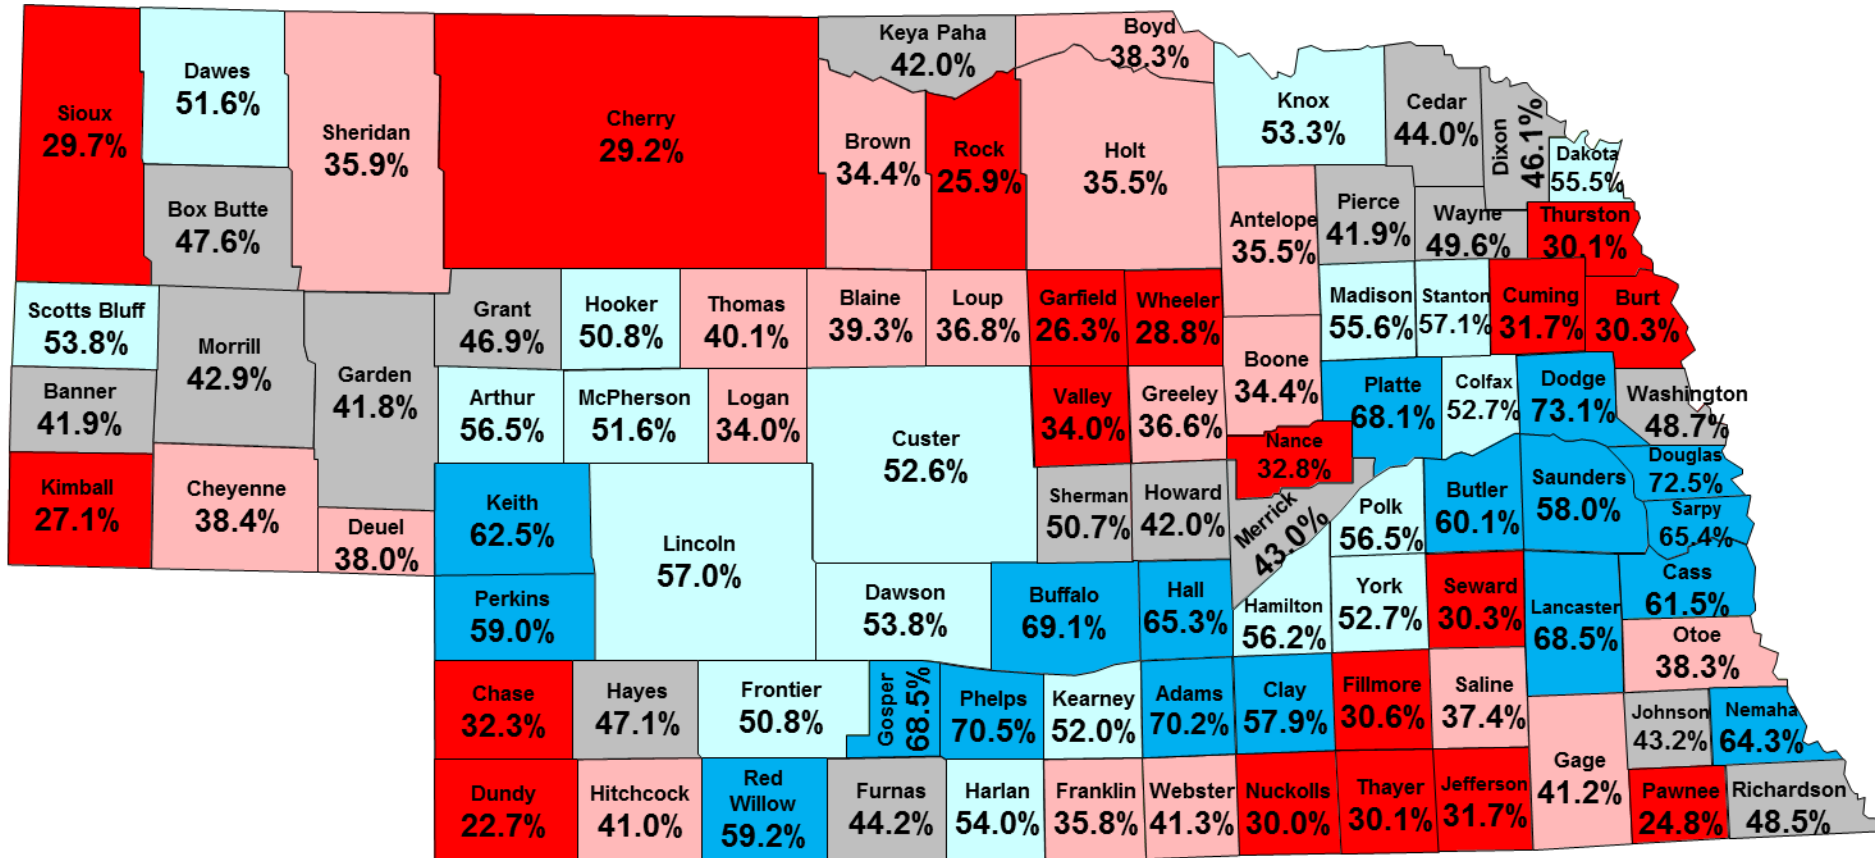 Sioux
29.7%
Dawes
51.6%
Sheridan
35.9%
Box Butte
47.6%
Cherry
29.2%
Keya Paha
42.0%
Boyd
38.3%
Brown
34.4%
Rock
25.9%
Holt
35.5%
Knox
53.3%
Cedar
44.0%
Dixon
46.1%
Dakota
55.5%
Antelope
35.5%
Pierce
41.9%
Wayne
49.6%
Thurston
30.1%
Scotts Bluff
53.8%
Morrill
42.9%
Garden
41.8%
Banner
41.9%
Kimball
27.1%
Cheyenne
38.4%
Deuel
38.0%
Grant
46.9%
Hooker
50.8%
Thomas
40.1%
Blaine
39.3%
Loup
36.8%
Garfield
26.3%
Wheeler
28.8%
Boone
34.4%
Madison
55.6%
Stanton
57.1%
Cuming
31.7%
Burt
30.3%
Arthur
56.5%
McPherson
51.6%
Logan
34.0%
Custer
52.6%
Valley
34.0%
Greeley
36.6%
Nance
32.8%
Platte
68.1%
Colfax
52.7%
Dodge
73.1%
Washington
48.7%
Keith
62.5%
Lincoln
57.0%
Sherman
50.7%
Howard
42.0%
Merrick
43.0%
Polk
56.5%
Butler
60.1%
Saunders
58.0%
Douglas
72.5%
Sarpy
65.4%
Perkins
59.0%
Dawson
53.8%
Buffalo
69.1%
Hall
65.3%
Hamilton
56.2%
York
52.7%
Seward
30.3%
Lancaster
68.5%
Cass
61.5%
Otoe
38.3%
Chase
32.3%
Hayes
47.1%
Frontier
50.8%
Gosper
68.5%
Phelps
70.5%
Kearney
52.0%
Adams
70.2%
Clay
57.9%
Fillmore
30.6%
Saline
37.4%
Gage
41.2%
Johnson
43.2%
Nemaha
64.3%
Dundy
22.7%
Hitchcock
41.0%
Red
Willow
59.2%
Furnas
44.2%
Harlan
54.0%
Franklin
35.8%
Webster
41.3%
Nuckolls
30.0%
Thayer
30.1%
Jefferson
31.7%
Pawnee
24.8%
Richardson
48.5%